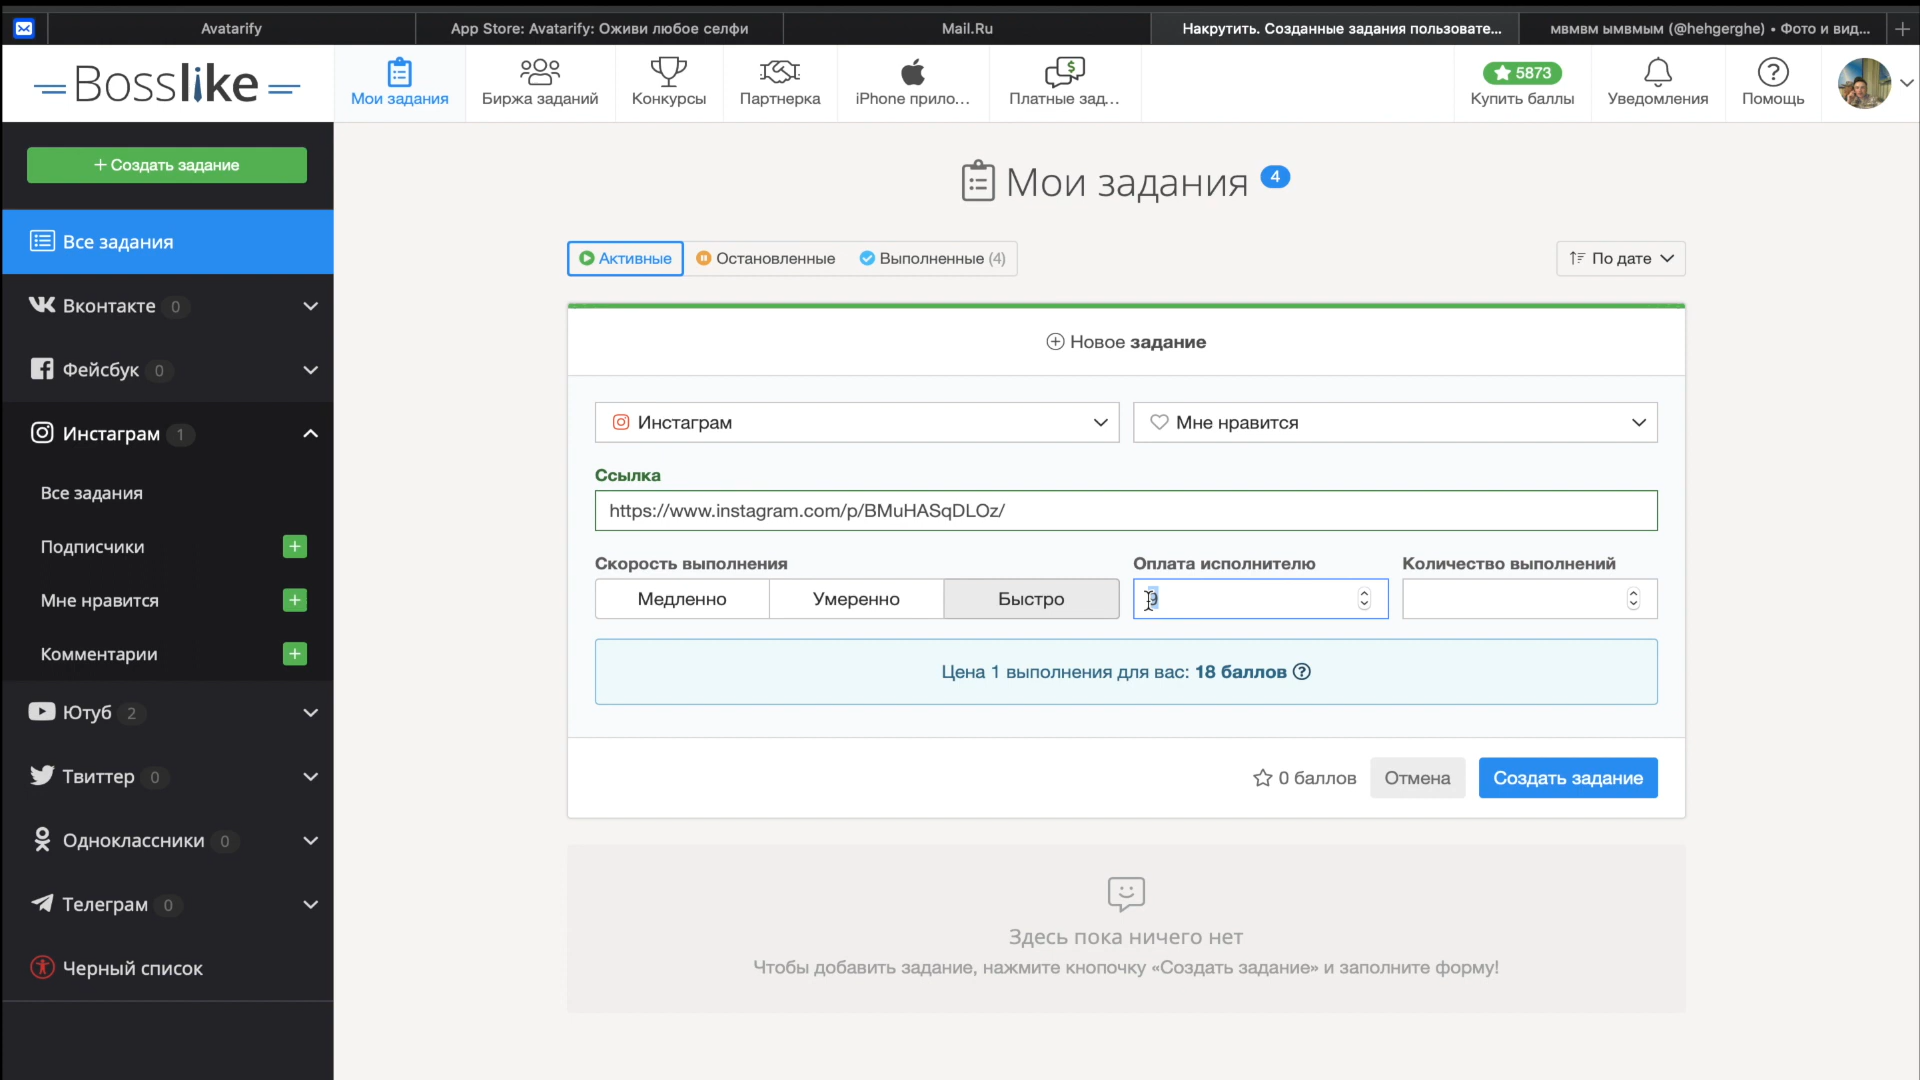 Avatarify
App Store: Avatarify: Оживи любое селфи
Mail.Ru
Накрутить. Созданные задания пользовате...
мвмвм ымвмым (@hehgerghe) • Фото и вид...
Bosslike
Мои задания
Биржа заданий
Конкурсы
Партнерка
iPhone прило...
Платные зад...
5873
Купить баллы
Уведомления
Помощь
+ Создать задание
Все задания
Вконтакте 0
Фейсбук 0
Инстаграм 1
Все задания
Подписчики +
Мне нравится +
Комментарии +
Ютуб 2
Твиттер 0
Одноклассники 0
Телеграм 0
Черный список
Мои задания 4
Активные
Остановленные
Выполненные (4)
По дате
Новое задание
Инстаграм
Мне нравится
Ссылка
https://www.instagram.com/p/BMuHASqDLOz/
Скорость выполнения
Оплата исполнителю
Количество выполнений
Медленно
Умеренно
Быстро
9
Цена 1 выполнения для вас: 18 баллов
0 баллов
Отмена
Создать задание
Здесь пока ничего нет
Чтобы добавить задание, нажмите кнопочку «Создать задание» и заполните форму!